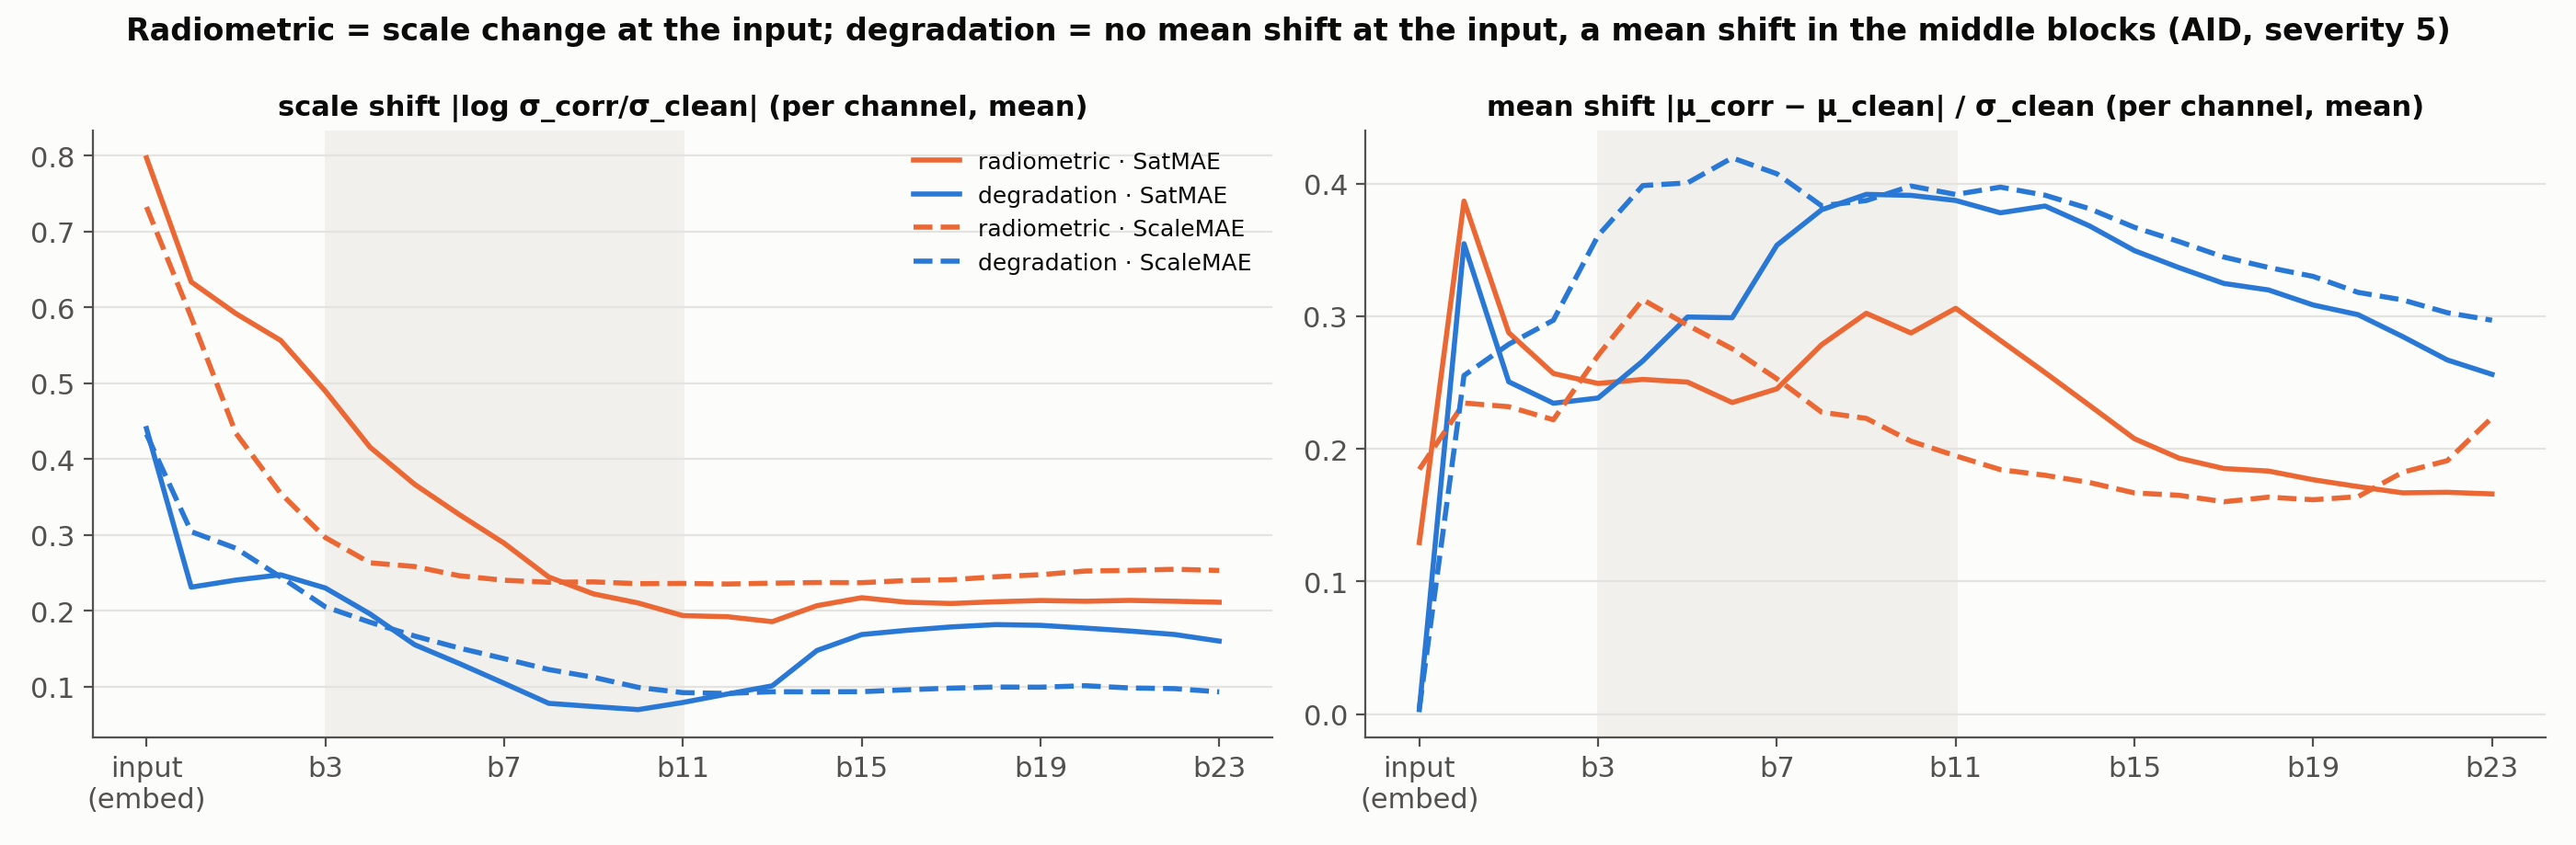 Radiometric = scale change at the input; degradation = no mean shift at the input, a mean shift in the middle blocks (AID, severity 5)
scale shift |log σ_corr/σ_clean| (per channel, mean)
0.8
0.7
0.6
0.5
0.4
0.3
0.2
0.1
radiometric · SatMAE
degradation · SatMAE
radiometric · ScaleMAE
degradation · ScaleMAE
input
(embed)
b3
b7
b11
b15
b19
b23
mean shift |μ_corr − μ_clean| / σ_clean (per channel, mean)
0.4
0.3
0.2
0.1
0.0
input
(embed)
b3
b7
b11
b15
b19
b23